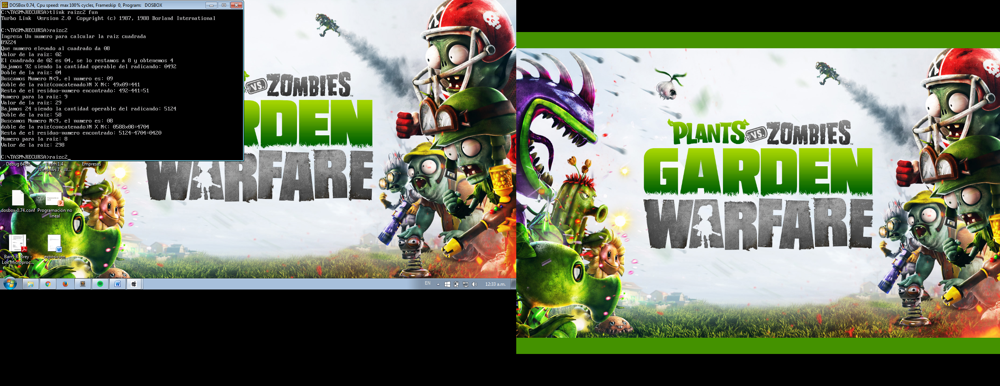 DOSBox 0.74, Cpu speed: max 100% cycles, Frameskip 0, Program: DOSBOX
C:\TASM\RECURSA>tlink raizc2 fun
Turbo Link Version 2.0 Copyright (c) 1987, 1988 Borland International
C:\TASM\RECURSA>raizc2
Ingresa Un numero para calcular la raiz cuadrada
89224
Que numero elevado al cuadrado da 08
Valor de la raiz: 02
El cuadrado de 02 es 04, se lo restamos a 8 y obtenemos 4
Bajamos 92 siendo la cantidad operable del radicando: 0492
Doble de la raiz: 04
Buscamos Numero N<9, el numero es: 09
doble de la raiz(concatenado)N X N<: 49x09=441
Resta de el residuo-numero encontrado: 492-441=51
Numero para la raiz: 9
Valor de la raiz: 29
Bajamos 24 siendo la cantidad operable del radicando: 5124
Doble de la raiz: 58
Buscamos Numero N<9, el numero es: 08
doble de la raiz(concatenado)N X N<: 0588x08=4704
Resta de el residuo-numero encontrado: 5124-4704=0420
Numero para la raiz: 8
Valor de la raiz: 298
C:\TASM\RECURSA>raizc2_
VS. ZOMBIES™
RDEN
WARFARE
Debug 64bit
Tasm 1.4
Windows 7 - W...
Empresas
dosbox-0.74.conf
Programación no
lineal
Barry B. Brey -
Los Microproc...
exposicion
EN
12:33 a.m.
PLANTS VS. ZOMBIES™
GARDEN
WARFARE